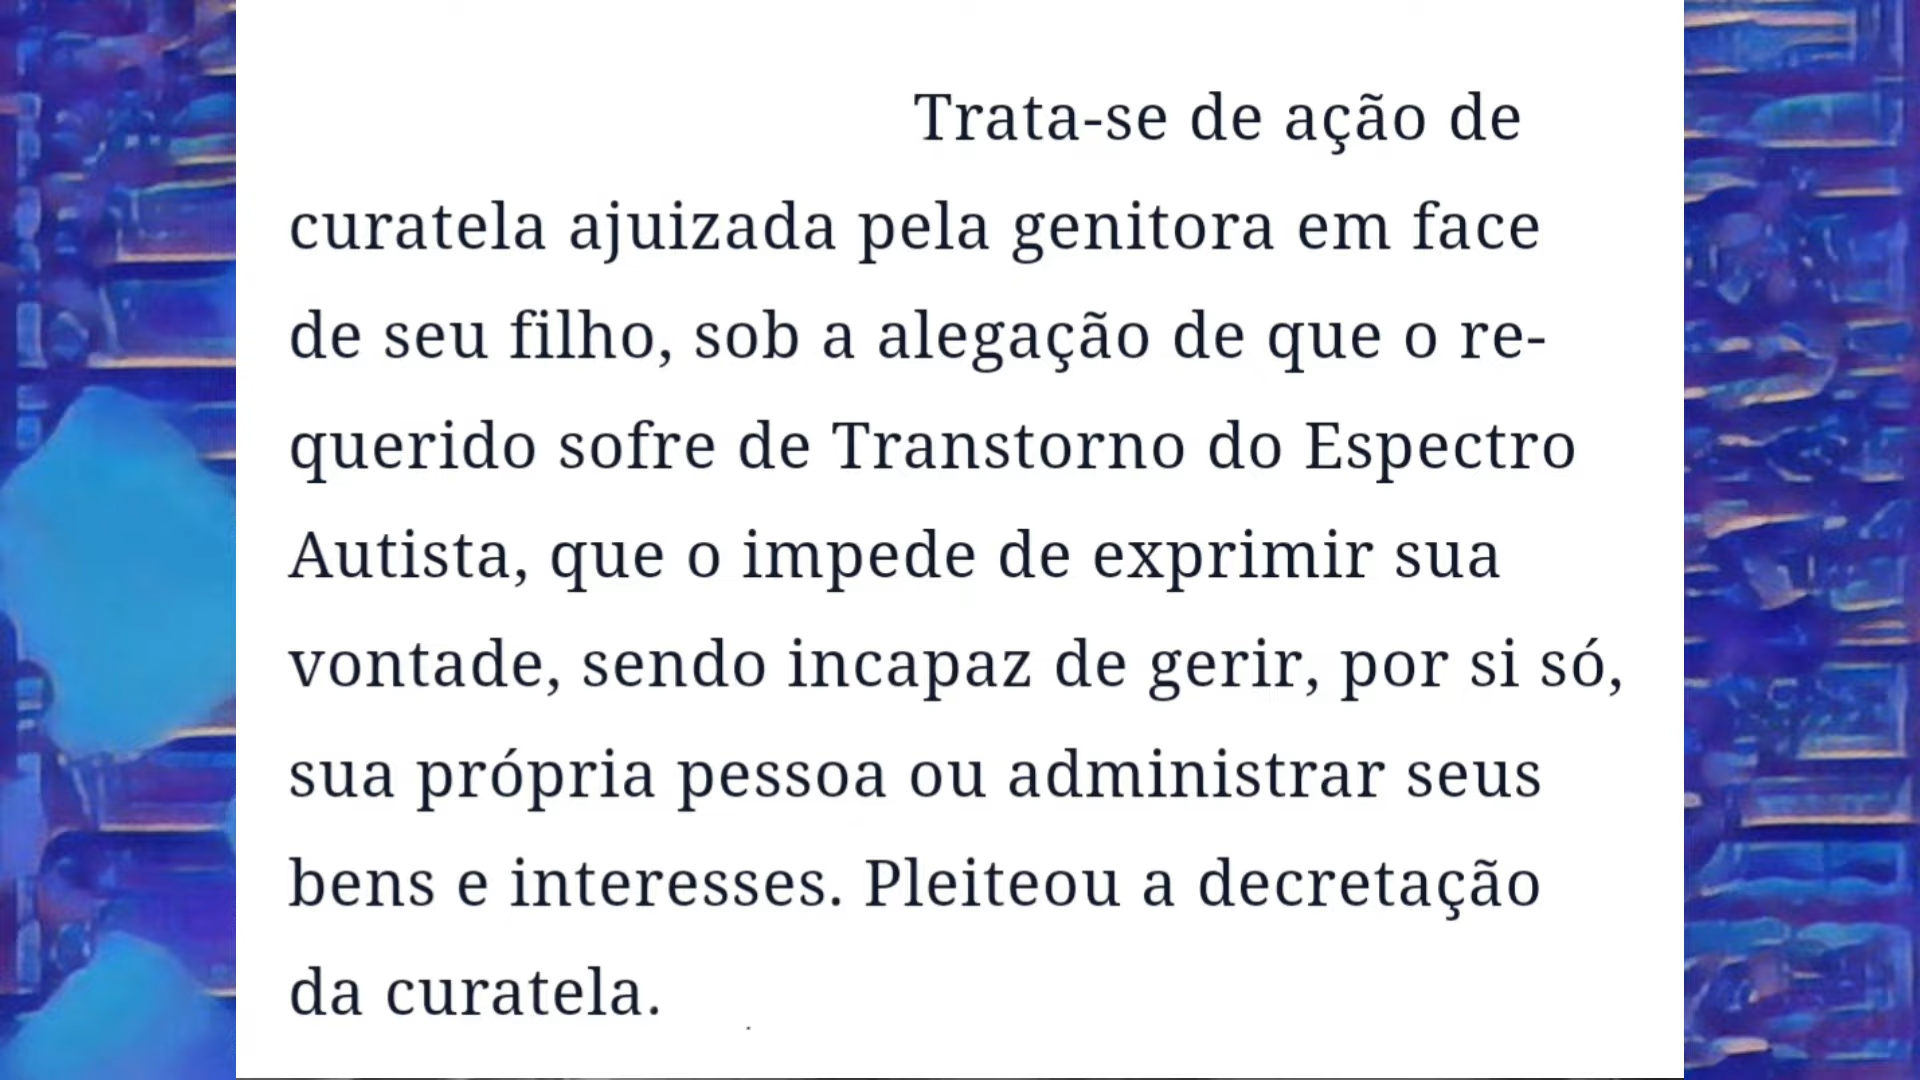 Trata-se de ação de
curatela ajuizada pela genitora em face
de seu filho, sob a alegação de que o re-
querido sofre de Transtorno do Espectro
Autista, que o impede de exprimir sua
vontade, sendo incapaz de gerir, por si só,
sua própria pessoa ou administrar seus
bens e interesses. Pleiteou a decretação
da curatela.